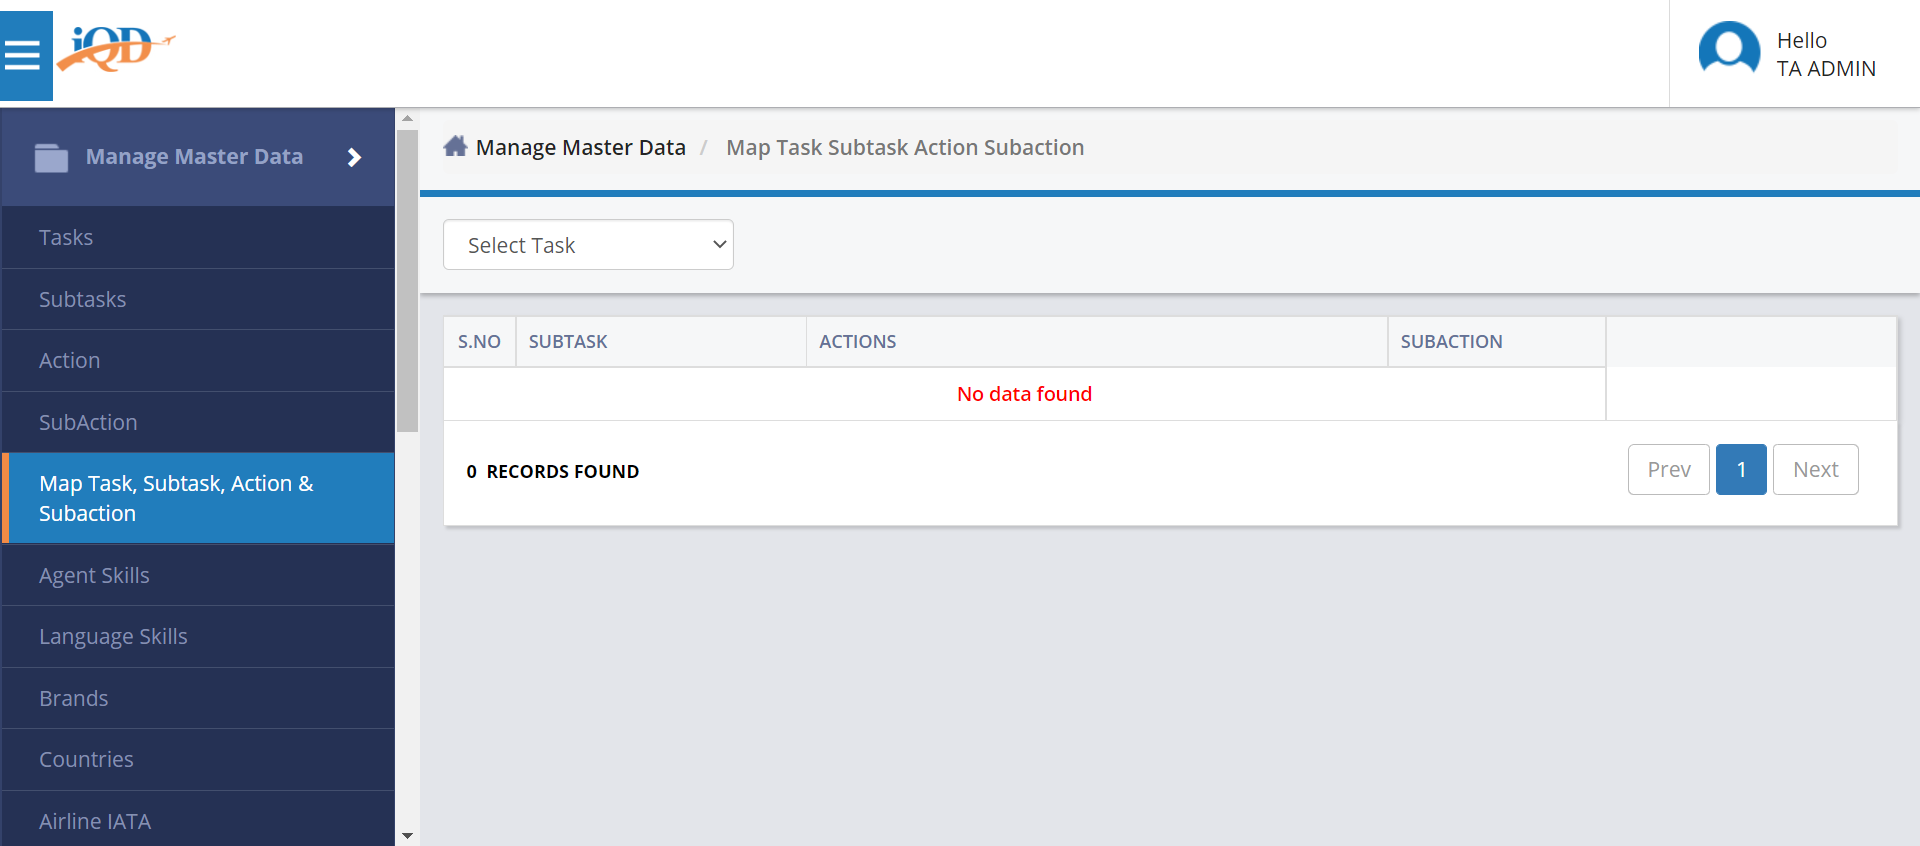 iQD
Hello
TA ADMIN
Manage Master Data
Tasks
Subtasks
Action
SubAction
Map Task, Subtask, Action &
Subaction
Agent Skills
Language Skills
Brands
Countries
Airline IATA
Manage Master Data / Map Task Subtask Action Subaction
Select Task
S.NO SUBTASK ACTIONS SUBACTION
No data found
0 RECORDS FOUND
Prev 1 Next